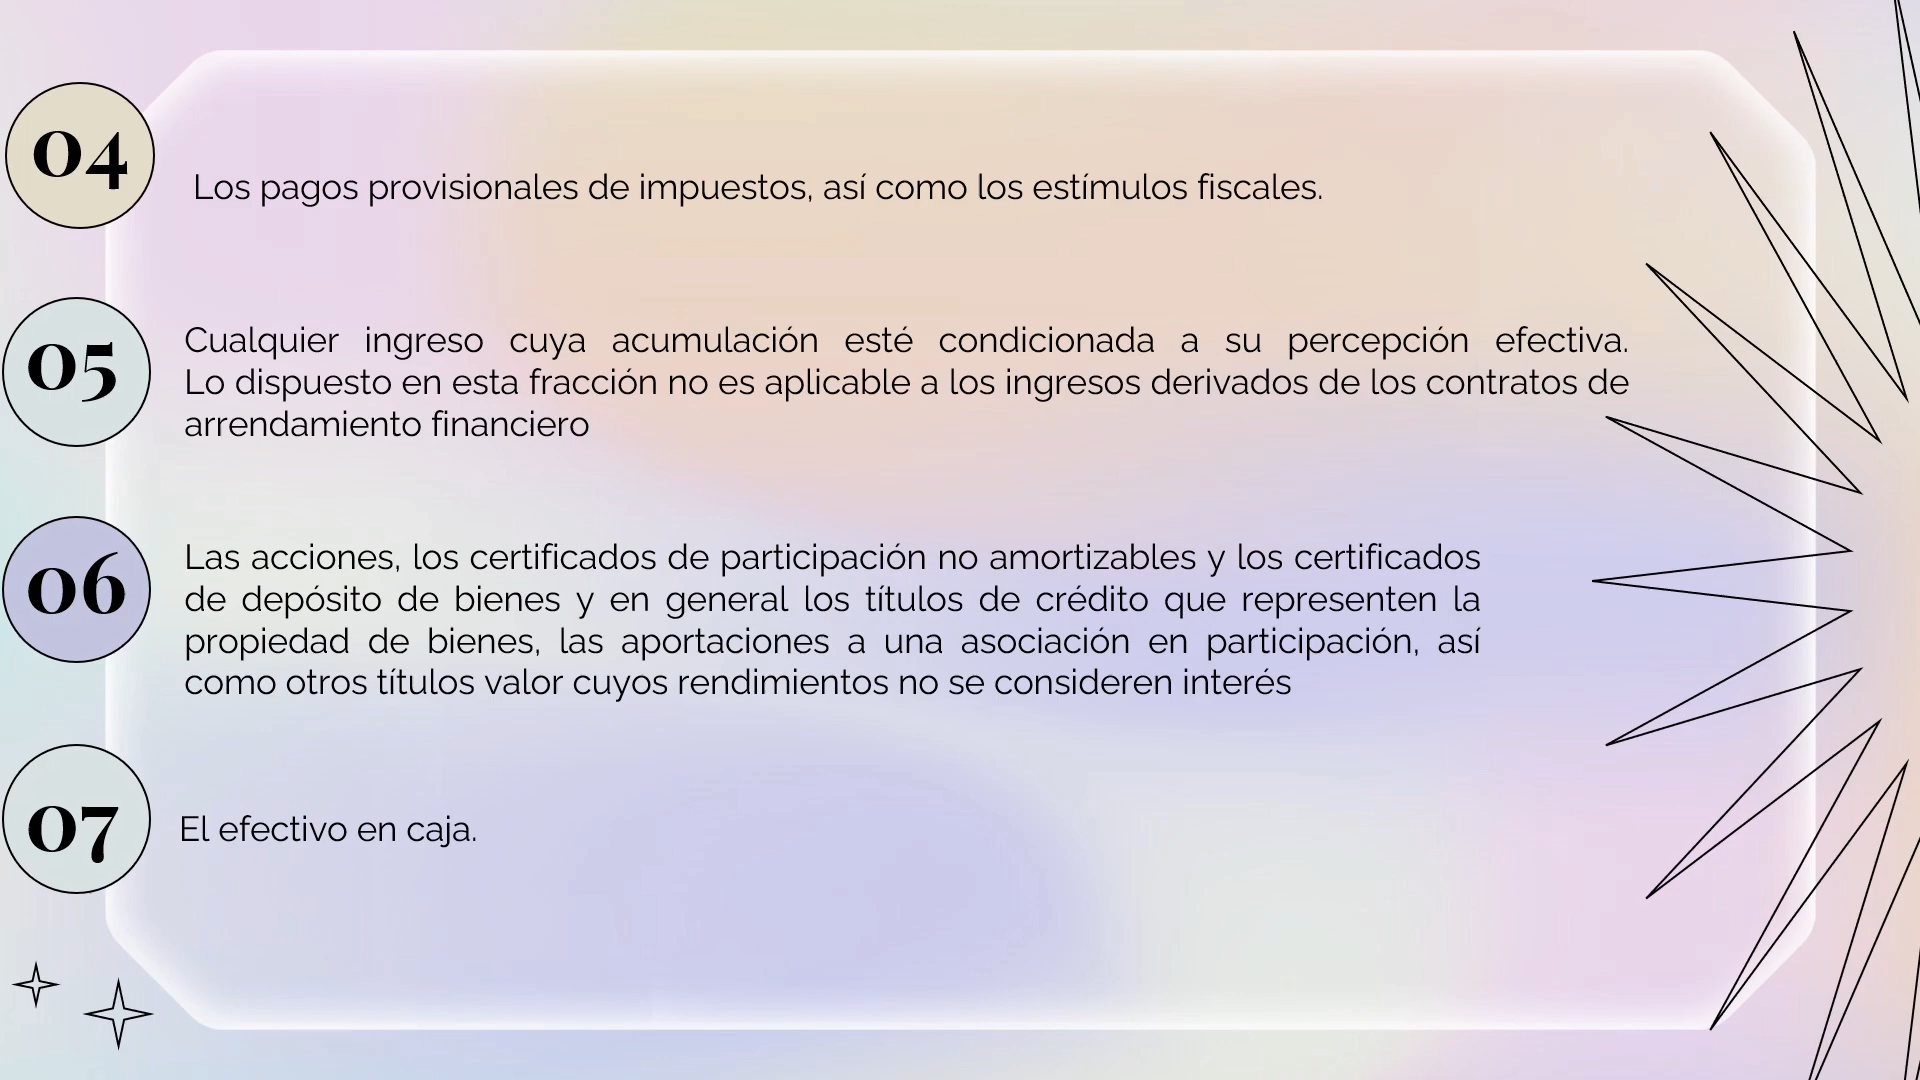 04
Los pagos provisionales de impuestos, así como los estímulos fiscales.
05
Cualquier ingreso cuya acumulación esté condicionada a su percepción efectiva.
Lo dispuesto en esta fracción no es aplicable a los ingresos derivados de los contratos de
arrendamiento financiero
06
Las acciones, los certificados de participación no amortizables y los certificados
de depósito de bienes y en general los títulos de crédito que representen la
propiedad de bienes, las aportaciones a una asociación en participación, así
como otros títulos valor cuyos rendimientos no se consideren interés
07
El efectivo en caja.